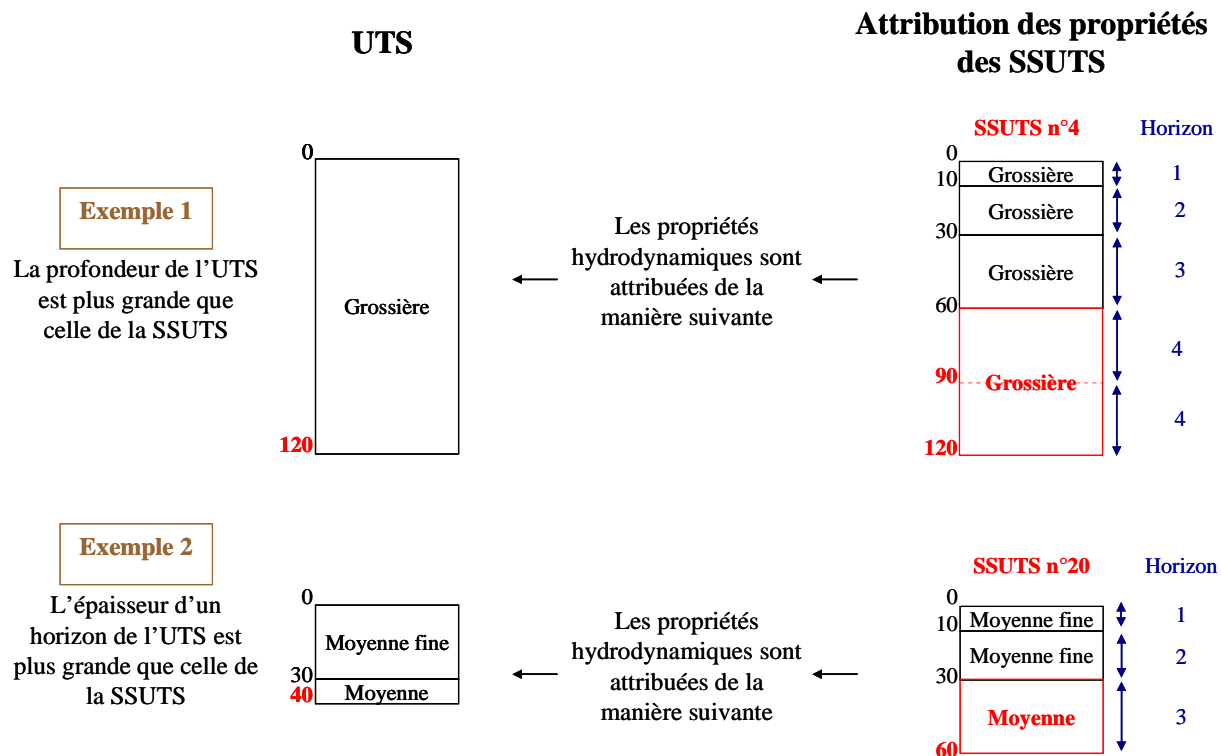 UTS
Attribution des propriétés
des SSUTS
Exemple 1
La profondeur de l'UTS
est plus grande que
celle de la SSUTS
0
Grossière
120
Les propriétés
hydrodynamiques sont
attribuées de la
manière suivante
SSUTS n°4
Horizon
0
Grossière
1
10
Grossière
2
30
Grossière
3
60
4
90
Grossière
4
120
Exemple 2
L'épaisseur d'un
horizon de l'UTS est
plus grande que celle de
la SSUTS
0
Moyenne fine
30
Moyenne
40
Les propriétés
hydrodynamiques sont
attribuées de la
manière suivante
SSUTS n°20
Horizon
0
Moyenne fine
1
10
Moyenne fine
2
30
Moyenne
3
60